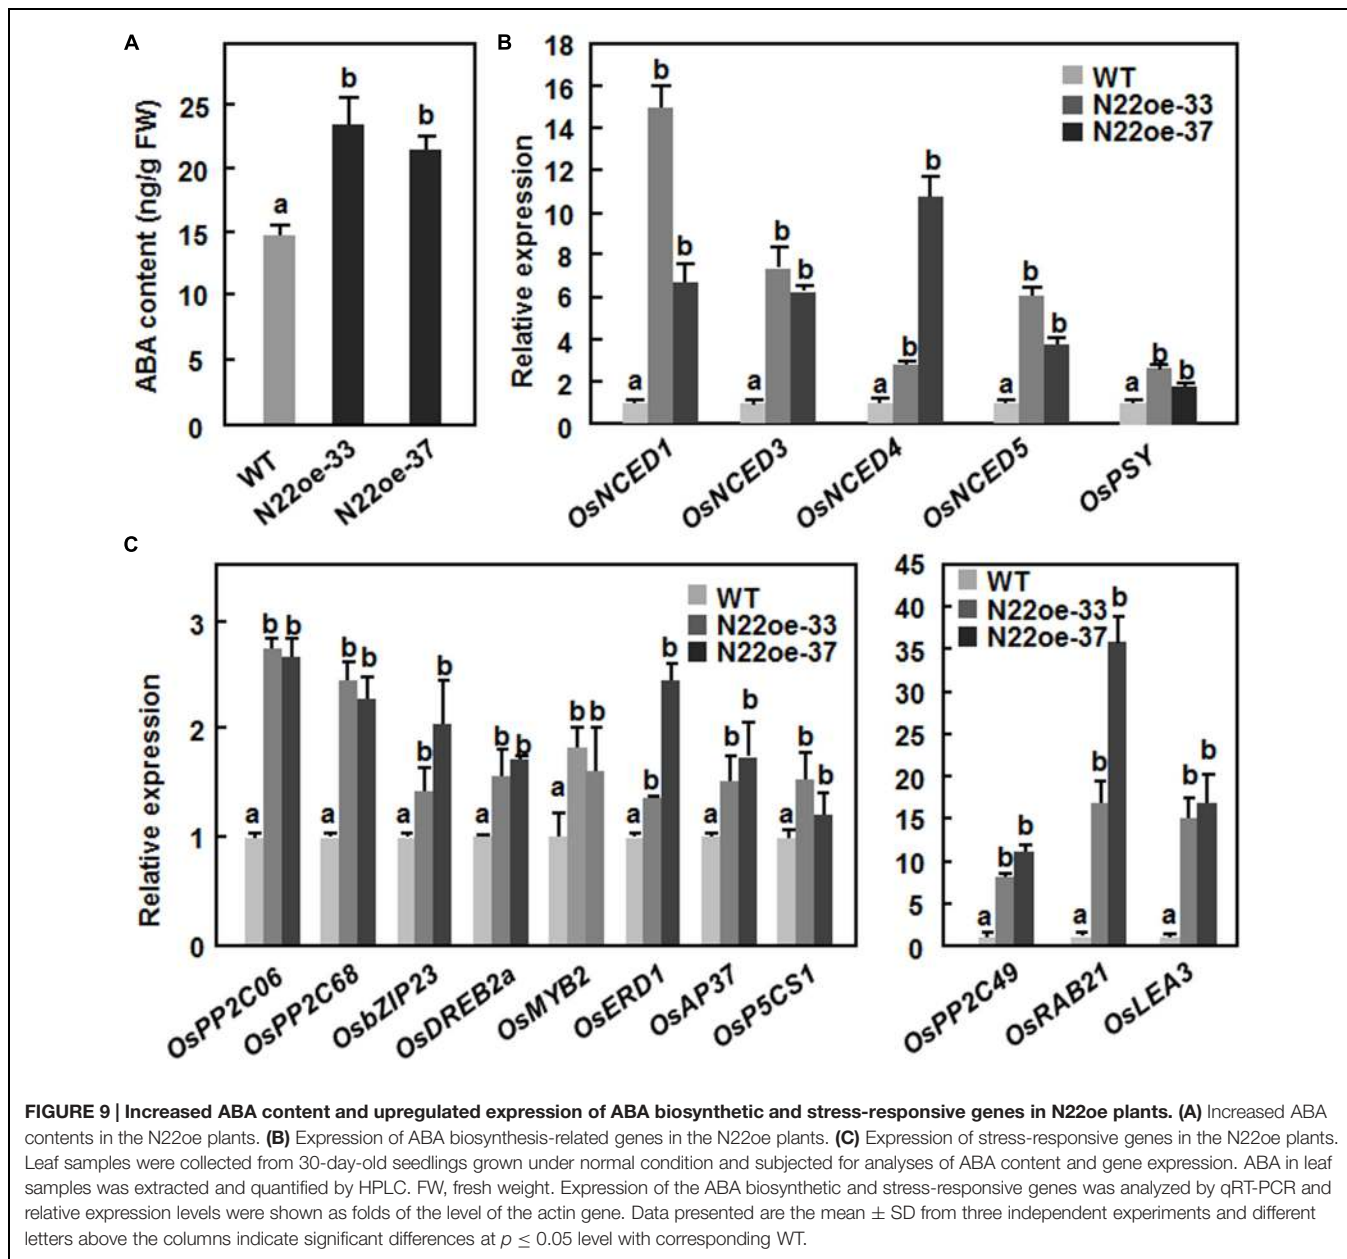 A
ABA content (ng/g FW)
25
20
15
10
5
0
a
b
b
WT
N22oe-33
N22oe-37
B
Relative expression
18
16
14
12
10
8
6
4
2
0
WT
N22oe-33
N22oe-37
a b b
a b b
a b b
a b b
a b b
OsNCED1
OsNCED3
OsNCED4
OsNCED5
OsPSY
C
Relative expression
3
2
1
0
WT
N22oe-33
N22oe-37
a b b
a b b
a b b
a b b
a b b
a b b
a b b
a b b
OsPP2C06
OsPP2C68
OsbZIP23
OsDREB2a
OsMYB2
OsERD1
OsAP37
OsP5CS1
45
40
35
30
25
20
15
10
5
0
WT
N22oe-33
N22oe-37
a b b
a b b
a b b
OsPP2C49
OsRAB21
OsLEA3
FIGURE 9 | Increased ABA content and upregulated expression of ABA biosynthetic and stress-responsive genes in N22oe plants. (A) Increased ABA
contents in the N22oe plants. (B) Expression of ABA biosynthesis-related genes in the N22oe plants. (C) Expression of stress-responsive genes in the N22oe plants.
Leaf samples were collected from 30-day-old seedlings grown under normal condition and subjected for analyses of ABA content and gene expression. ABA in leaf
samples was extracted and quantified by HPLC. FW, fresh weight. Expression of the ABA biosynthetic and stress-responsive genes was analyzed by qRT-PCR and
relative expression levels were shown as folds of the level of the actin gene. Data presented are the mean ± SD from three independent experiments and different
letters above the columns indicate significant differences at p ≤ 0.05 level with corresponding WT.